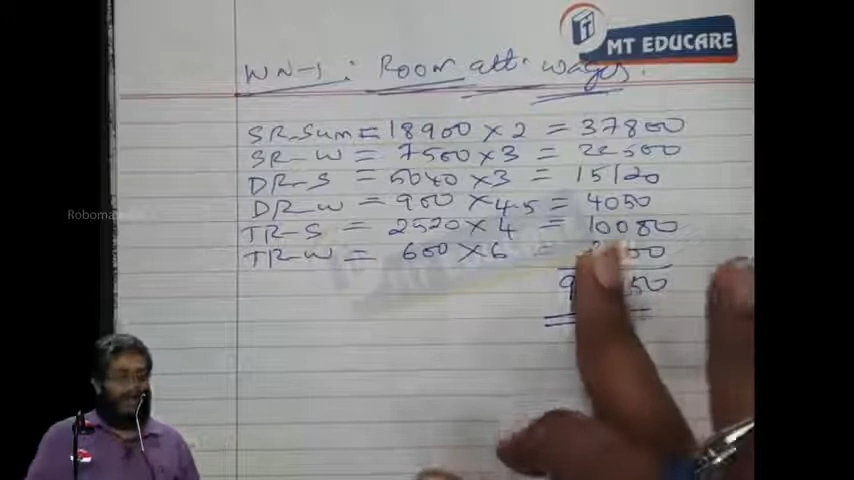 MT EDUCARE
WN-1 : Room att. wages.
SR-Sum = 18900 × 2 = 37800
SR-W = 7500 × 3 = 22500
DR-S = 5040 × 3 = 15120
DR-W = 900 × 4.5 = 4050
TR-S = 2520 × 4 = 10080
TR-W = 600 × 6 =
Roboma